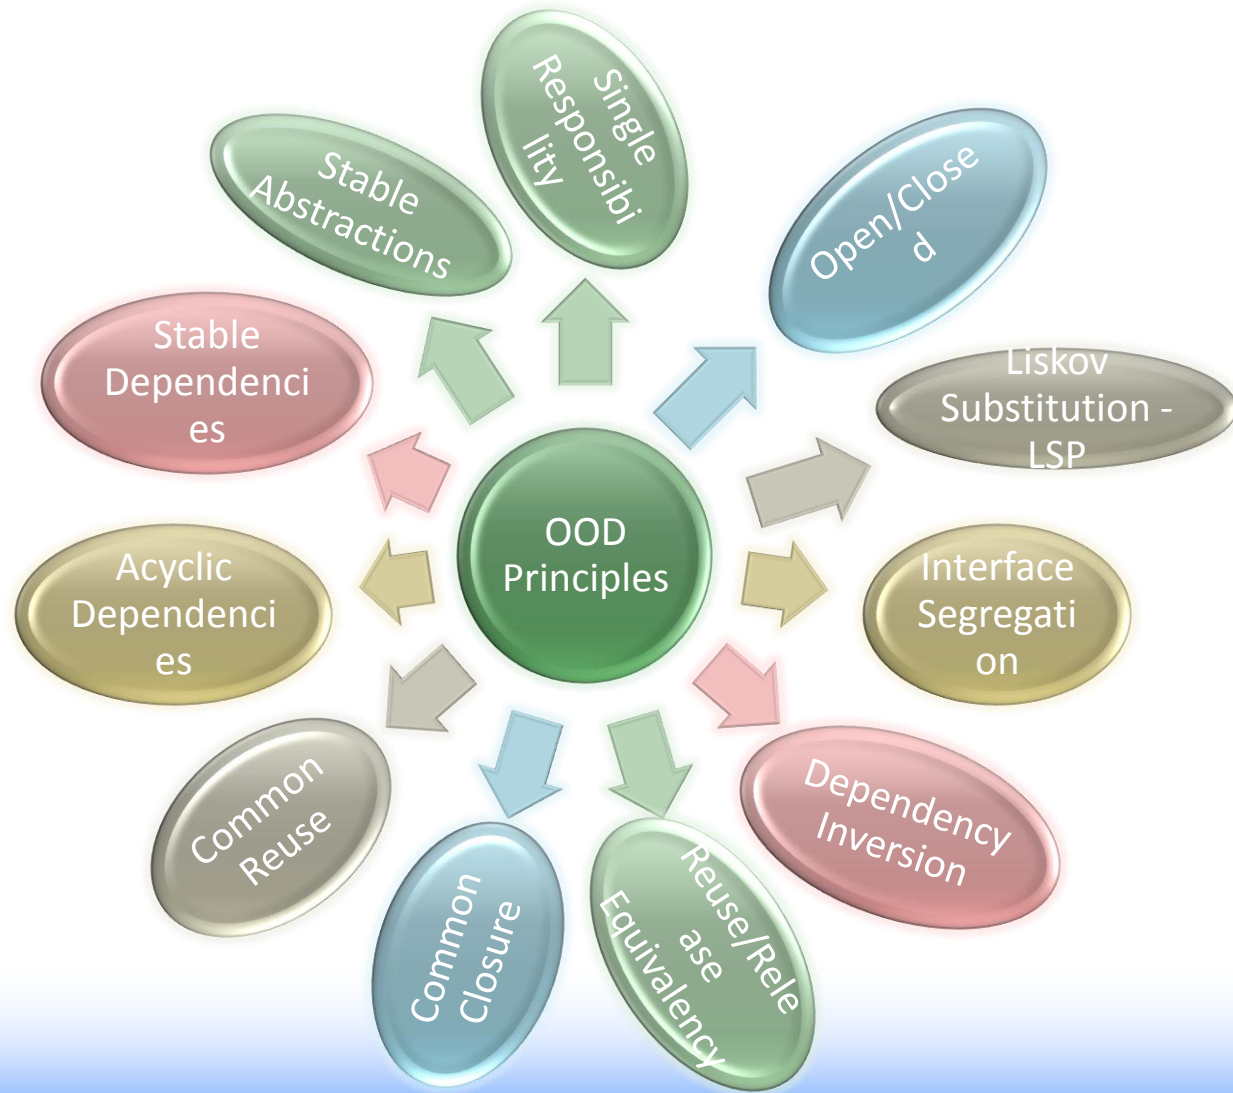 OOD
Principles
Single
Responsibi
lity
Open/Close
d
Liskov
Substitution -
LSP
Interface
Segregati
on
Dependency
Inversion
Reuse/Rele
ase
Equivalency
Common
Closure
Common
Reuse
Acyclic
Dependenci
es
Stable
Dependenci
es
Stable
Abstractions